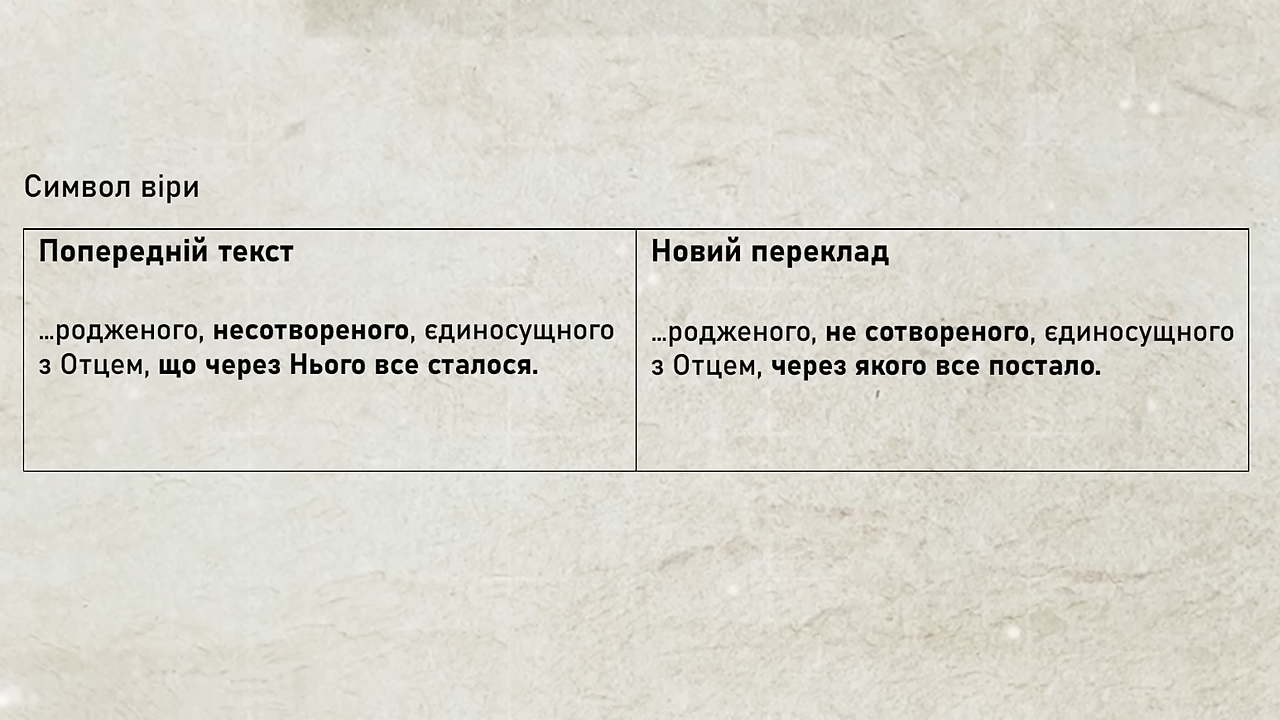 Символ віри
Попередній текст
…родженого, несотвореного, єдиносущного
з Отцем, що через Нього все сталося.
Новий переклад
…родженого, не сотвореного, єдиносущного
з Отцем, через якого все постало.